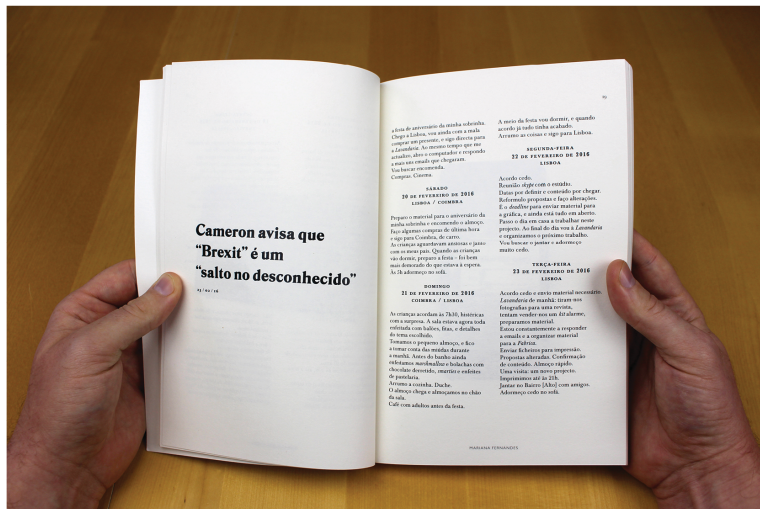 Cameron avisa que
“Brexit” é um
“salto no desconhecido”
a festa de aniversário da minha sobrinha.
Chego a Lisboa, vou ainda com a mala
comprar um presente, e sigo directa para
a Lavandaria. Ao mesmo tempo que me
actualizo, abro o computador e respondo
a mais uns emails que chegaram.
Vou buscar encomenda.
Compras. Cinema.
SÁBADO
20 DE FEVEREIRO DE 2016
LISBOA / COIMBRA
Preparo o material para o aniversário da
minha sobrinha e encomendo o almoço.
Faço algumas compras de última hora
e sigo para Coimbra, de carro.
As crianças aguardavam ansiosas e janto
com os meus pais. Quando as crianças
vão dormir, preparo a festa – foi bem
mais demorado do que estava à espera.
Às 3h adormeço no sofá.
DOMINGO
21 DE FEVEREIRO DE 2016
COIMBRA / LISBOA
As crianças acordam às 7h30, histéricas
com a surpresa. A sala estava agora toda
enfeitada com balões, fitas, e detalhes
do tema escolhido.
Tomamos o pequeno almoço, e fico
a tomar conta das miúdas durante
a manhã. Antes do banho ainda
enfeitamos marshmallows e bolachas com
chocolate derretido, smarties e enfeites
de pastelaria.
Arrumo a cozinha. Duche.
O almoço chega e almoçamos no chão
da sala.
Café com adultos antes da festa.
A meio da festa vou dormir, e quando
acordo já tudo tinha acabado.
Arrumo as coisas e sigo para Lisboa.
SEGUNDA-FEIRA
22 DE FEVEREIRO DE 2016
LISBOA
Acordo cedo.
Reunião skype com o estúdio.
Datas por definir e conteúdo por chegar.
Reformulo propostas e faço alterações.
É o deadline para enviar material para
a gráfica, e ainda está tudo em aberto.
Passo o dia em casa a trabalhar neste
projecto. Ao final do dia vou à Lavandaria
e organizamos o próximo trabalho.
Vou buscar o jantar e adormeço
muito cedo.
TERÇA-FEIRA
23 DE FEVEREIRO DE 2016
LISBOA
Acordo cedo e envio material necessário.
Lavandaria de manhã: tiram-nos
fotografias para uma revista,
tentam vender-nos um alarme,
preparamos material.
Estou constantemente a responder
a emails e a organizar material
para a Fabrica.
Enviar ficheiros para impressão.
Propostas alteradas. Confirmação
de conteúdo. Almoço rápido.
Uma visita: um novo projecto.
Imprimimos até às 21h.
Jantar no Bairro [Alto] com amigos.
Adormeço cedo no sofá.
MARIANA FERNANDES